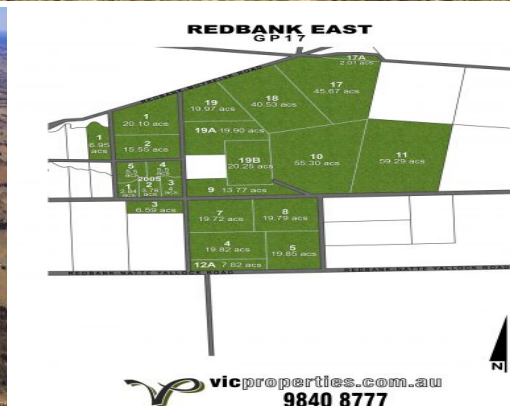 REDBANK EAST
GP17
17A
2.01 acs
17
45.67 acs
18
40.53 acs
19
19.97 acs
1
20.10 acs
1
6.95
acs
19A 19.90 acs
2
15.55 acs
19B
20.25 acs
10
55.30 acs
11
59.29 acs
5
4
2005
1
2
3
9 13.77 acs
3
6.59 acs
7
19.72 acs
8
19.79 acs
4
19.82 acs
5
19.85 acs
12A 7.82 acs
REDBANK NATTE YALLOCK ROAD
REDBANK NATTE YALLOCK ROAD
N
vicproperties.com.au
9840 8777